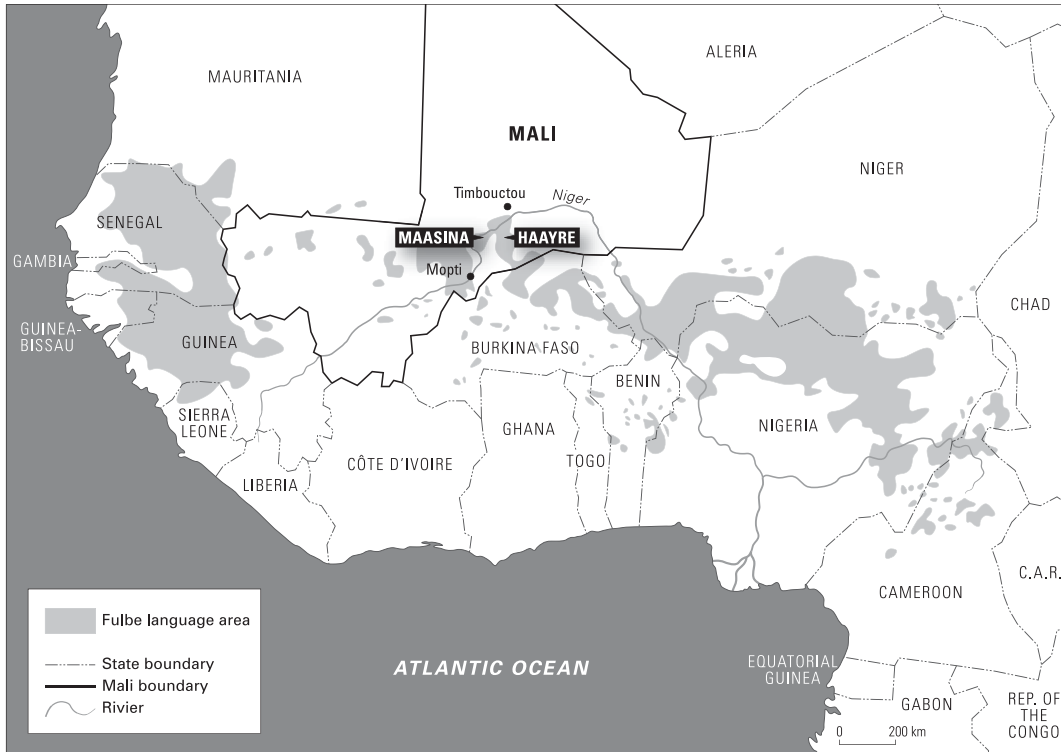 ALERIA
MAURITANIA
MALI
NIGER
Timbouctou
Niger
SENEGAL
MAASINA
HAAYRE
GAMBIA
Mopti
CHAD
GUINEA-
BISSAU
GUINEA
BURKINA FASO
BENIN
SIERRA
LEONE
NIGERIA
GHANA
CÔTE D'IVOIRE
TOGO
LIBERIA
C.A.R.
CAMEROON
Fulbe language area
State boundary
Mali boundary
Rivier
ATLANTIC OCEAN
EQUATORIAL
GUINEA
GABON
REP. OF
THE
CONGO
0 200 km